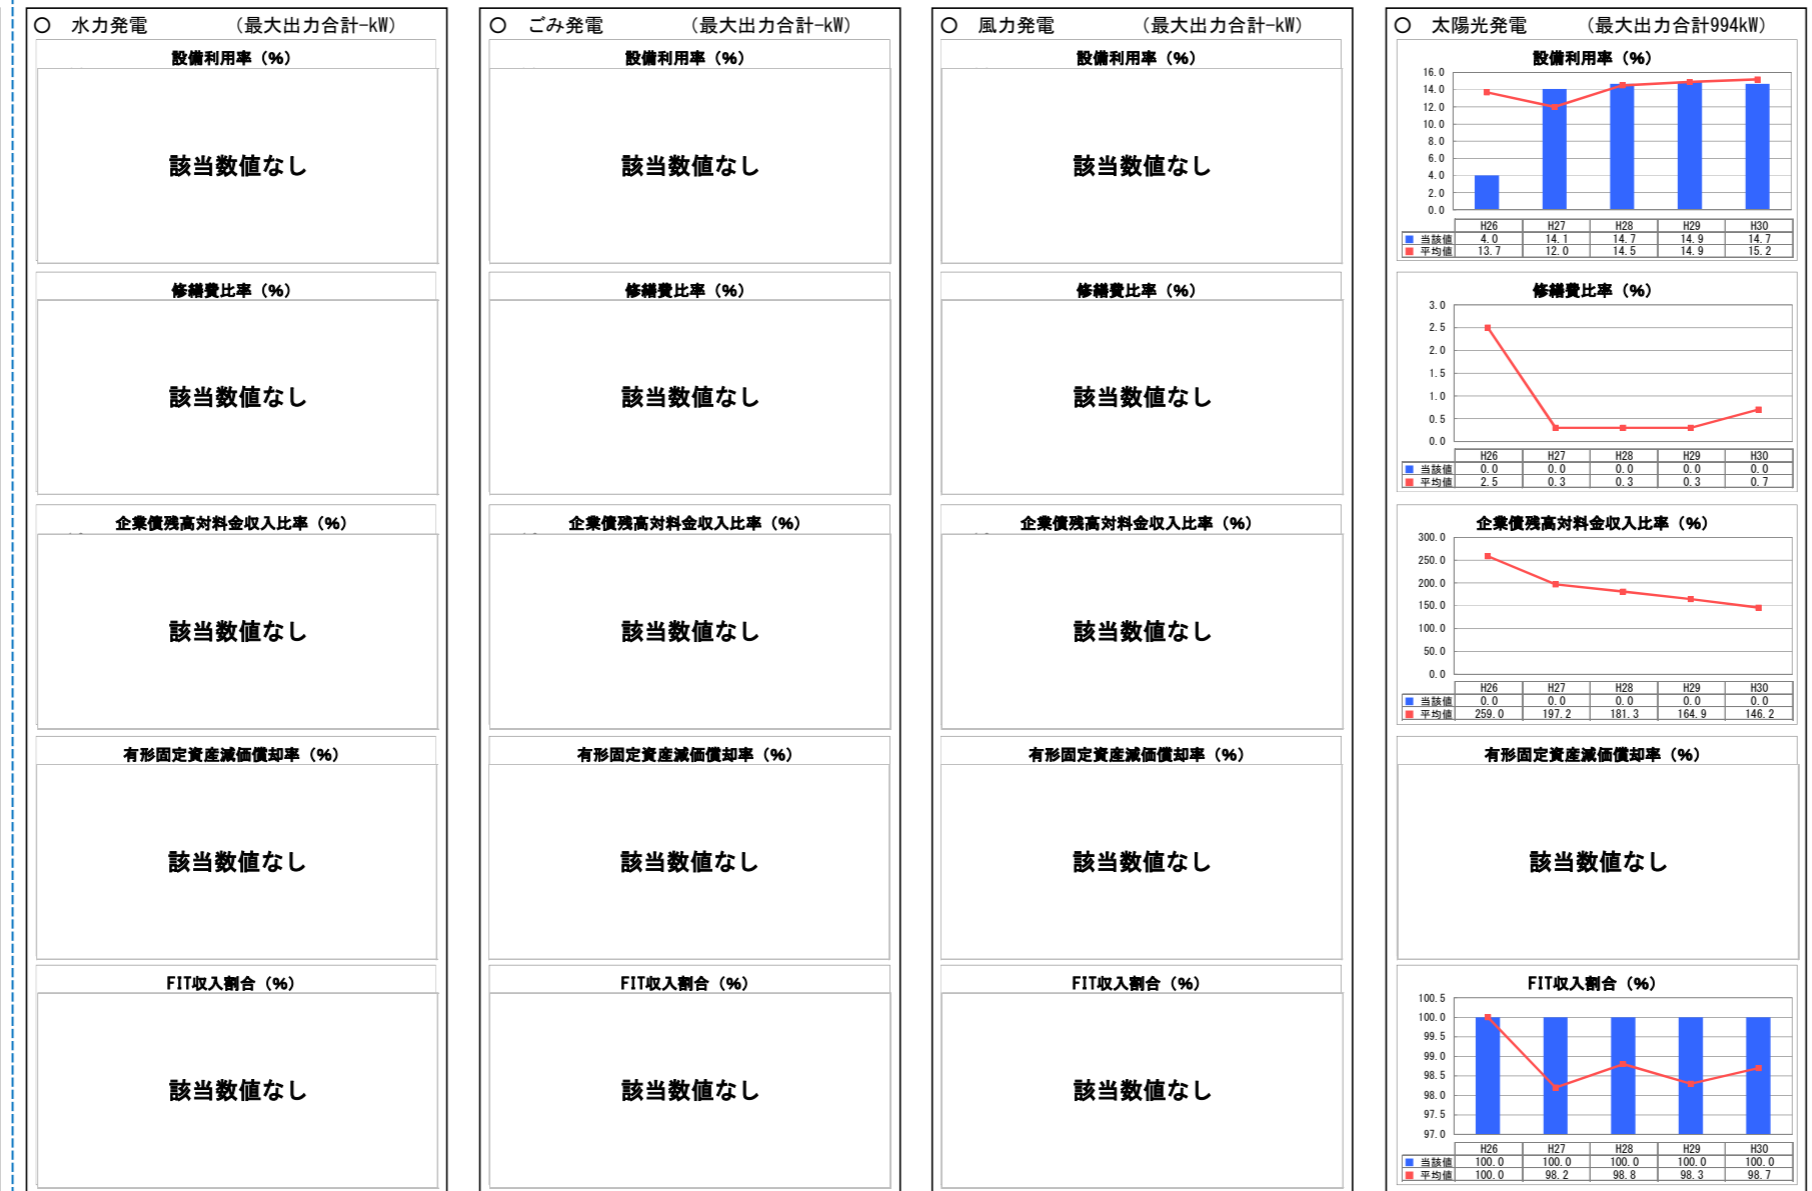 ○ 水力発電 （最大出力合計-kW）
設備利用率（%）
該当数値なし
修繕費比率（%）
該当数値なし
企業債残高対料金収入比率（%）
該当数値なし
有形固定資産減価償却率（%）
該当数値なし
FIT収入割合（%）
該当数値なし
○ ごみ発電 （最大出力合計-kW）
設備利用率（%）
該当数値なし
修繕費比率（%）
該当数値なし
企業債残高対料金収入比率（%）
該当数値なし
有形固定資産減価償却率（%）
該当数値なし
FIT収入割合（%）
該当数値なし
○ 風力発電 （最大出力合計-kW）
設備利用率（%）
該当数値なし
修繕費比率（%）
該当数値なし
企業債残高対料金収入比率（%）
該当数値なし
有形固定資産減価償却率（%）
該当数値なし
FIT収入割合（%）
該当数値なし
○ 太陽光発電 （最大出力合計994kW）
設備利用率（%）
16.0
14.0
12.0
10.0
8.0
6.0
4.0
2.0
0.0
H26 H27 H28 H29 H30
当該値 4.0 14.1 14.7 14.9 14.7
平均値 13.7 12.0 14.5 14.9 15.2
修繕費比率（%）
3.0
2.5
2.0
1.5
1.0
0.5
0.0
H26 H27 H28 H29 H30
当該値 0.0 0.0 0.0 0.0 0.0
平均値 2.5 0.3 0.3 0.3 0.7
企業債残高対料金収入比率（%）
300.0
250.0
200.0
150.0
100.0
50.0
0.0
H26 H27 H28 H29 H30
当該値 0.0 0.0 0.0 0.0 0.0
平均値 259.0 197.2 181.3 164.9 146.2
有形固定資産減価償却率（%）
該当数値なし
FIT収入割合（%）
100.5
100.0
99.5
99.0
98.5
98.0
97.5
97.0
H26 H27 H28 H29 H30
当該値 100.0 100.0 100.0 100.0 100.0
平均値 100.0 98.2 98.8 98.3 98.7